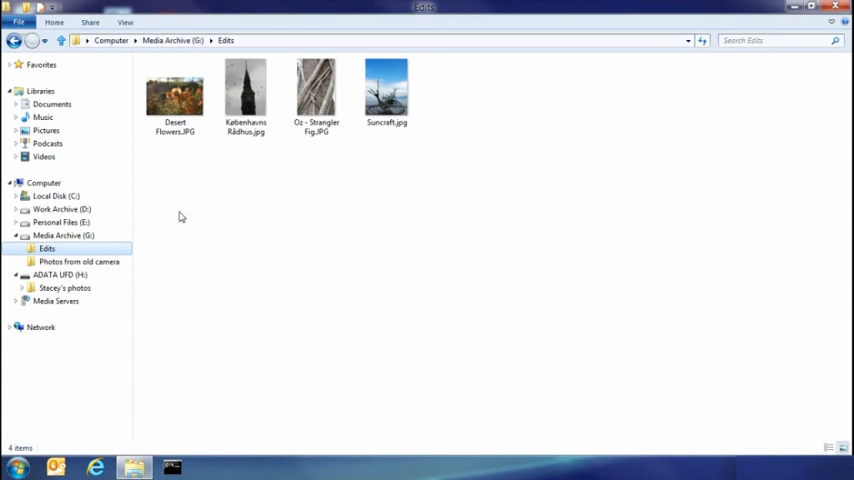 Edits
File Home Share View
Computer Media Archive (G:) Edits Search Edits
Favorites
Libraries
Documents
Music
Pictures
Podcasts
Videos
Computer
Local Disk (C:)
Work Archive (D:)
Personal Files (E:)
Media Archive (G:)
Edits
Photos from old camera
ADATA UFD (H:)
Stacey's photos
Media Servers
Network
Desert
Flowers.JPG
Københavns
Rådhus.jpg
Oz - Strangler
Fig.JPG
Suncraft.jpg
4 items